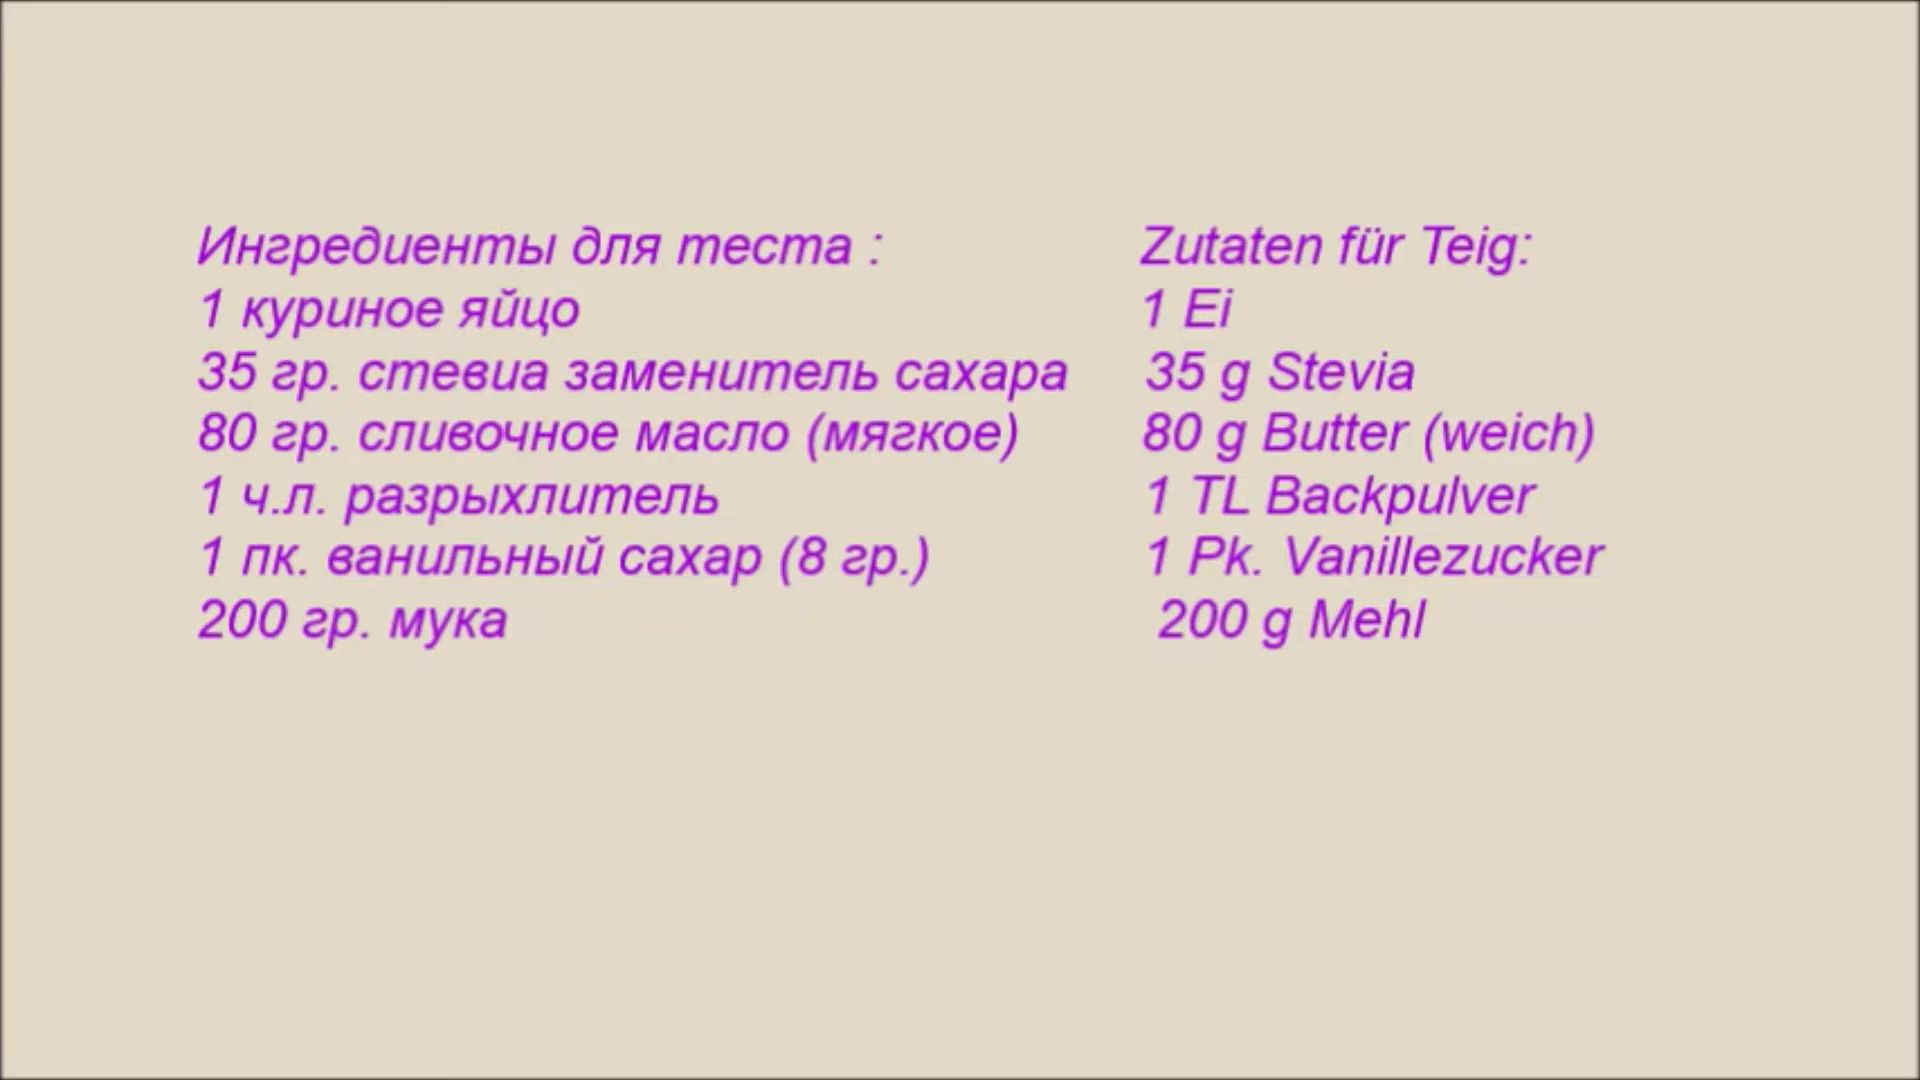 Ингредиенты для теста :
1 куриное яйцо
35 гр. стевиа заменитель сахара
80 гр. сливочное масло (мягкое)
1 ч.л. разрыхлитель
1 пк. ванильный сахар (8 гр.)
200 гр. мука
Zutaten für Teig:
1 Ei
35 g Stevia
80 g Butter (weich)
1 TL Backpulver
1 Pk. Vanillezucker
200 g Mehl